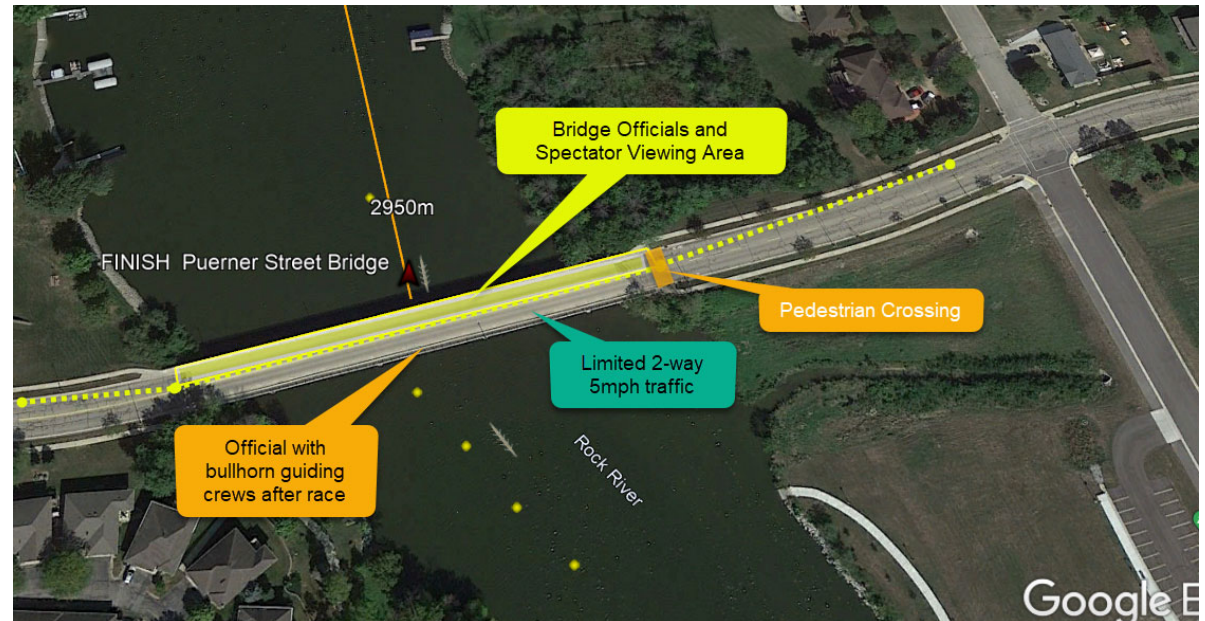 Bridge Officials and
Spectator Viewing Area
2950m
FINISH Puerner Street Bridge
Pedestrian Crossing
Limited 2-way
5mph traffic
Official with
bullhorn guiding
crews after race
Rock River
Google E